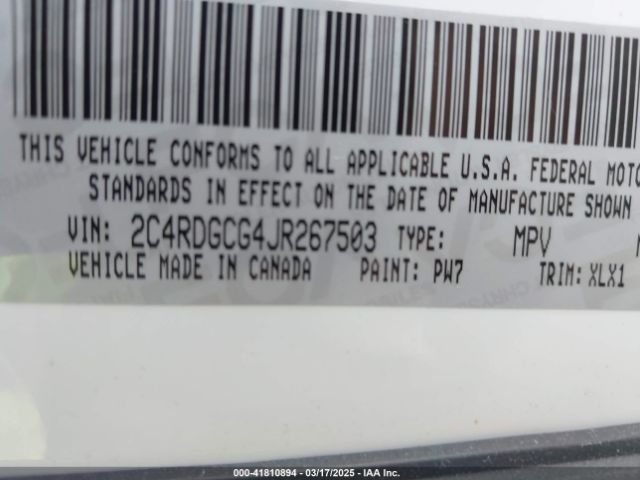 THIS VEHICLE CONFORMS TO ALL APPLICABLE U.S.A. FEDERAL MOTO
STANDARDS IN EFFECT ON THE DATE OF MANUFACTURE SHOWN
VIN: 2C4RDGCG4JR267503 TYPE: MPV
VEHICLE MADE IN CANADA PAINT: PW7 TRIM: XLX1
000-41810894 - 03/17/2025 - IAA Inc.